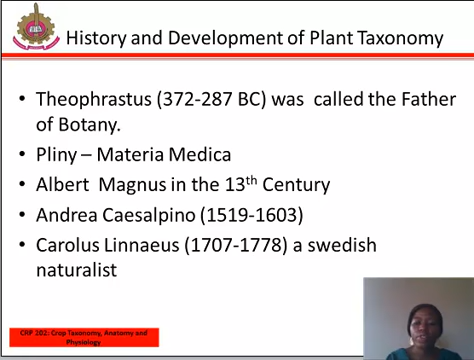 History and Development of Plant Taxonomy
• Theophrastus (372-287 BC) was called the Father
of Botany.
• Pliny – Materia Medica
• Albert Magnus in the 13th Century
• Andrea Caesalpino (1519-1603)
• Carolus Linnaeus (1707-1778) a swedish
naturalist
CRP 102: Crop Taxonomy, Anatomy and
Physiology